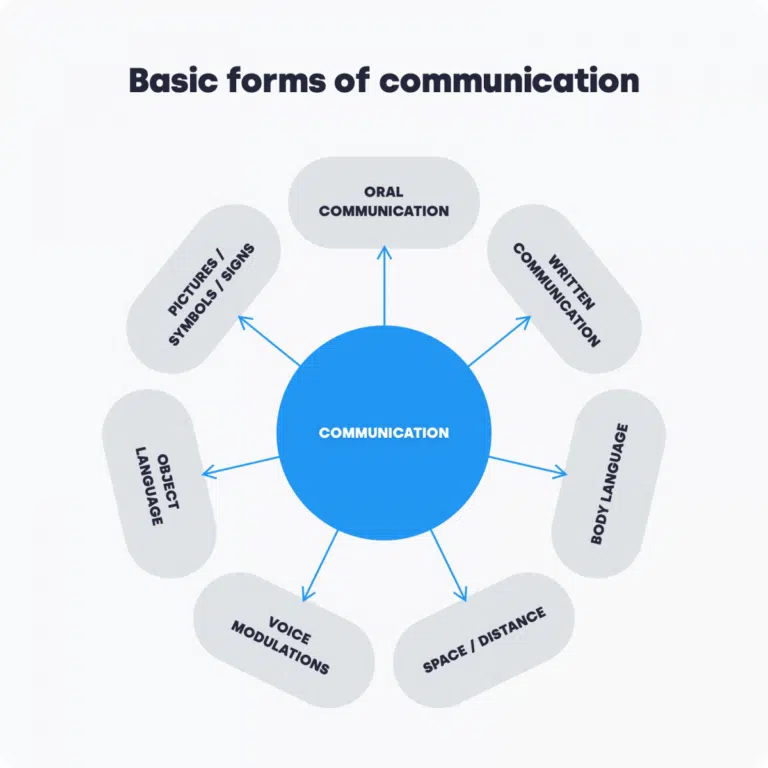 Basic forms of communication
ORAL
COMMUNICATION
WRITTEN
COMMUNICATION
BODY LANGUAGE
SPACE / DISTANCE
VOICE
MODULATIONS
OBJECT
LANGUAGE
PICTURES /
SYMBOLS / SIGNS
COMMUNICATION